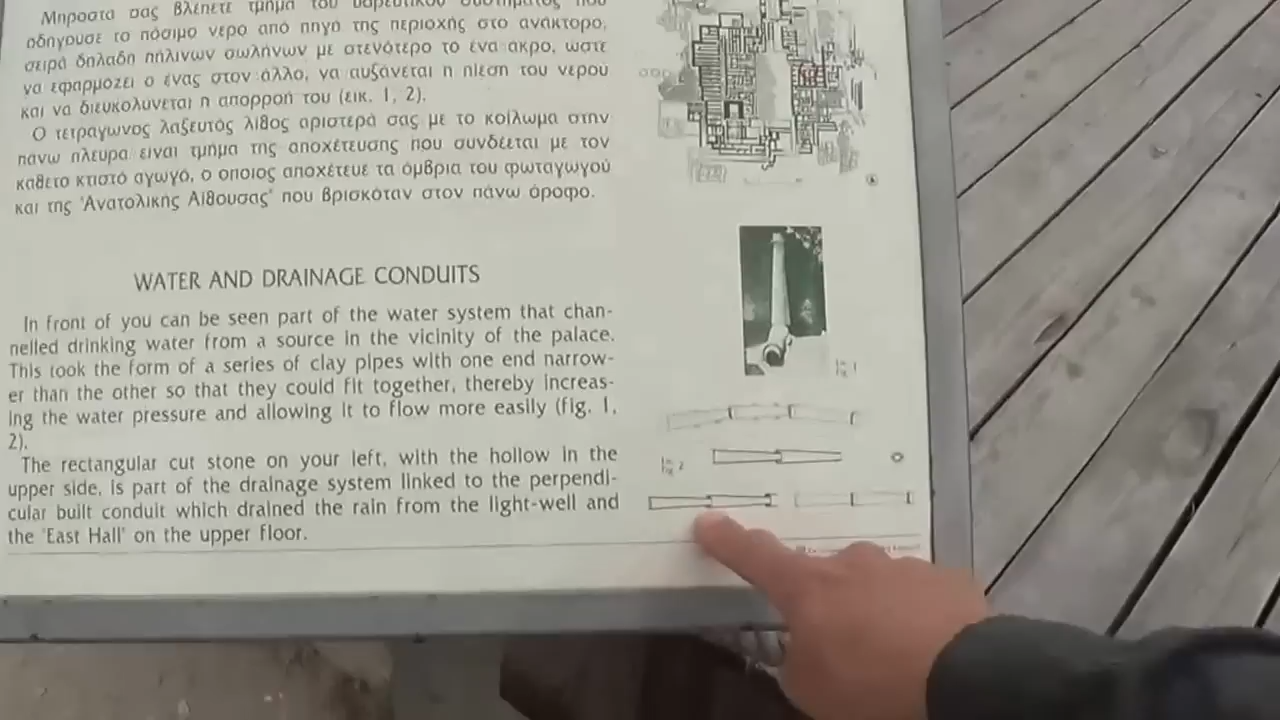 Μπροστά σας βλέπετε τμήμα του υδρευτικού συστήματος που
οδηγούσε το πόσιμο νερό από πηγή της περιοχής στο ανάκτορο,
σειρά δηλαδή πήλινων σωλήνων με στενότερο το ένα άκρο, ώστε
να εφαρμόζει ο ένας στον άλλο, να αυξάνεται η πίεση του νερού
και να διευκολύνεται η απορροή του (εικ. 1, 2).
Ο τετράγωνος λαξευτός λίθος αριστερά σας με το κοίλωμα στην
πάνω πλευρά είναι τμήμα της αποχέτευσης που συνδέεται με τον
κάθετο κτιστό αγωγό, ο οποίος αποχέτευε τα όμβρια του φωταγωγού
και της 'Ανατολικής Αίθουσας' που βρισκόταν στον πάνω όροφο.
WATER AND DRAINAGE CONDUITS
In front of you can be seen part of the water system that chan-
nelled drinking water from a source in the vicinity of the palace.
This took the form of a series of clay pipes with one end narrow-
er than the other so that they could fit together, thereby increas-
ing the water pressure and allowing it to flow more easily (fig. 1,
2).
The rectangular cut stone on your left, with the hollow in the
upper side, is part of the drainage system linked to the perpendi-
cular built conduit which drained the rain from the light-well and
the 'East Hall' on the upper floor.